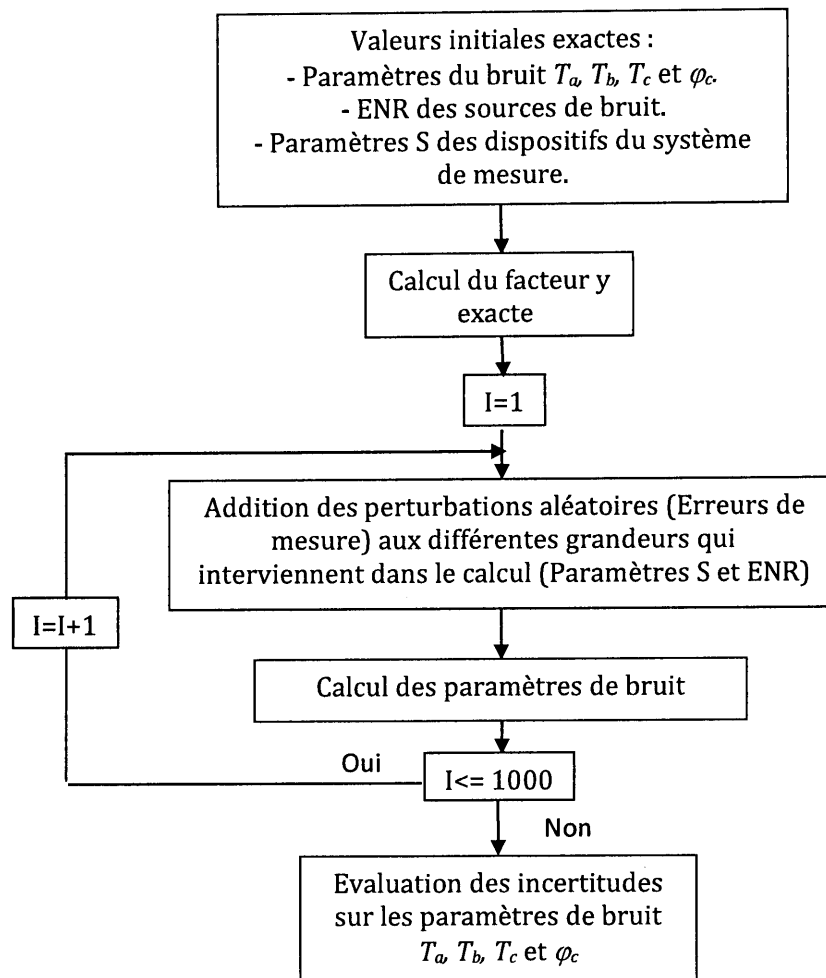 Valeurs initiales exactes :
- Paramètres du bruit Ta, Tb, Tc et φc.
- ENR des sources de bruit.
- Paramètres S des dispositifs du système
de mesure.
Calcul du facteur y
exacte
I=1
Addition des perturbations aléatoires (Erreurs de
mesure) aux différentes grandeurs qui
interviennent dans le calcul (Paramètres S et ENR)
I=I+1
Calcul des paramètres de bruit
Oui
I<= 1000
Non
Evaluation des incertitudes
sur les paramètres de bruit
Ta, Tb, Tc et φc